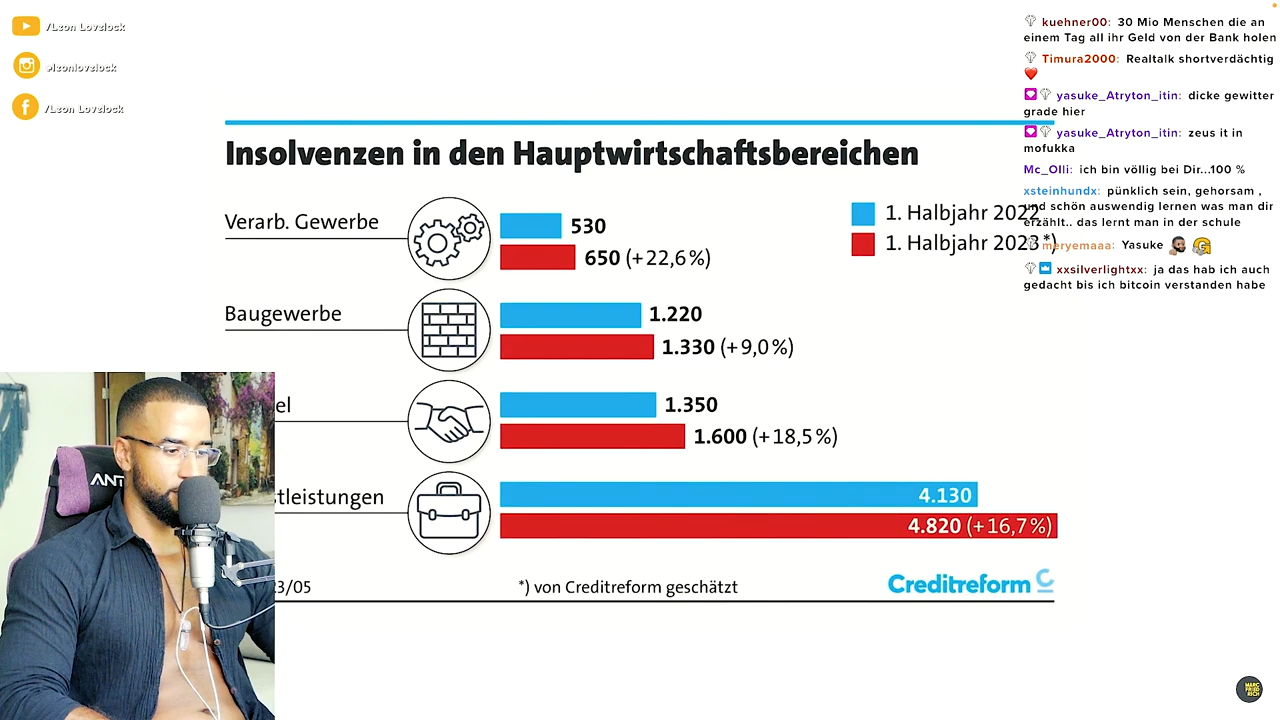 /Leon Lovelock
leonlovelock
/Leon Lovelock
Insolvenzen in den Hauptwirtschaftsbereichen
1. Halbjahr 2022
1. Halbjahr 2023*)
Verarb. Gewerbe
530
650 (+22,6%)
Baugewerbe
1.220
1.330 (+9,0%)
el
1.350
1.600 (+18,5%)
stleistungen
4.130
4.820 (+16,7%)
3/05
*) von Creditreform geschätzt
Creditreform C
ANT
kuehner00: 30 Mio Menschen die an
einem Tag all ihr Geld von der Bank holen
Timura2000: Realtalk shortverdächtig
yasuke_Atryton_itin: dicke gewitter
grade hier
yasuke_Atryton_itin: zeus it in
mofukka
Mc_Olli: ich bin völlig bei Dir...100 %
xsteinhundx: pünklich sein, gehorsam ,
und schön auswendig lernen was man dir
erzählt.. das lernt man in der schule
meryemaaa: Yasuke
xxsilverlightxx: ja das hab ich auch
gedacht bis ich bitcoin verstanden habe
MARC
FRIED
RICH